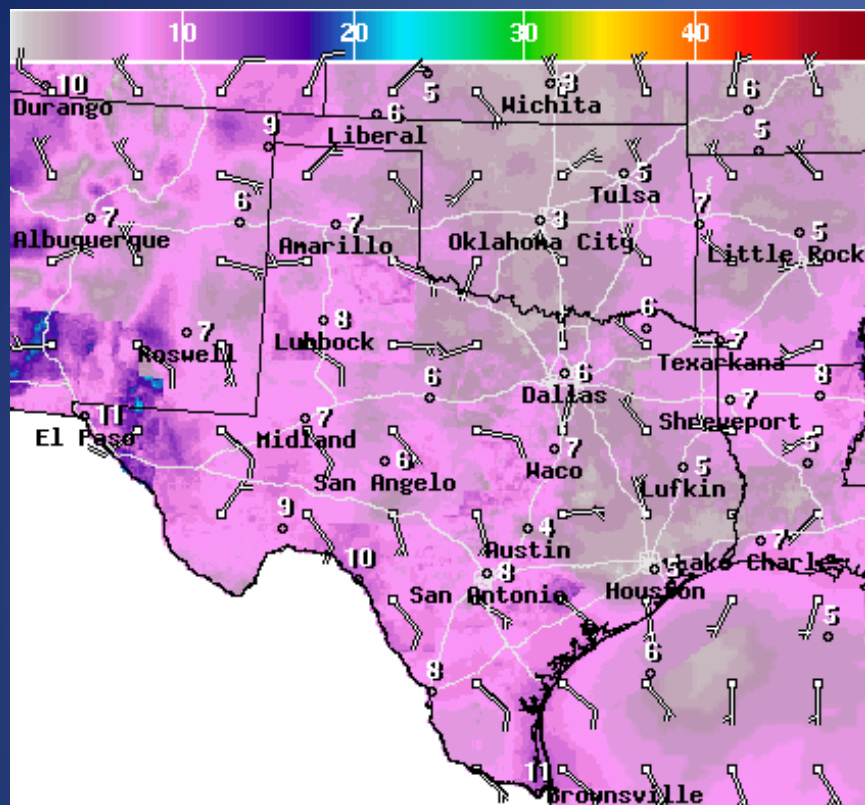 10 20 30 40
10 5 3 6
Durango Wichita
6
Liberal
9 5
5
Tulsa
7 6 7 3 7 5
Albuquerque Amarillo Oklahoma City Little Rock
8 6
7 7
Roswell Lubbock Texarkana
6
Dallas
6 7 8
11 7 Shreveport
El Paso Midland 7
6 Waco 5 5
San Angelo Lufkin
9 4 7
Austin Lake Charles
10 8
San Antonio Houston
5
6
8
11
Brownsville